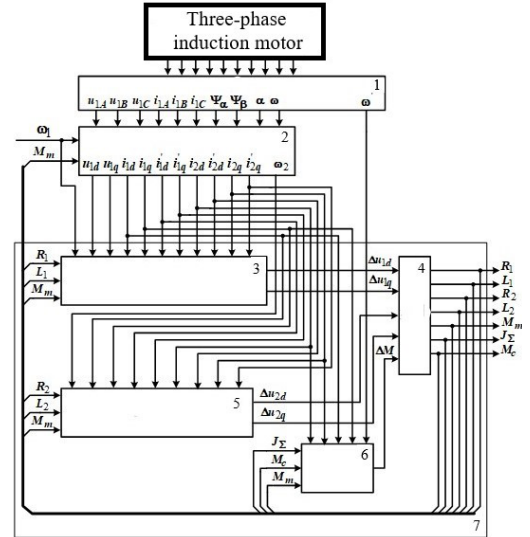 Three-phase
induction motor
1
u1A u1B u1C i1A i1B i1C Ψα Ψβ α ω ω
2
ω1
Mm
u1d u1q i1d i1q i'1d i'1q i2d i'2d i2q i'2q ω2
R1
L1
Mm
3
Δu1d
Δu1q
ΔM
4
R1
L1
R2
L2
Mm
JΣ
Mc
R2
L2
Mm
5
Δu2d
Δu2q
JΣ
Mc
Mm
6
7